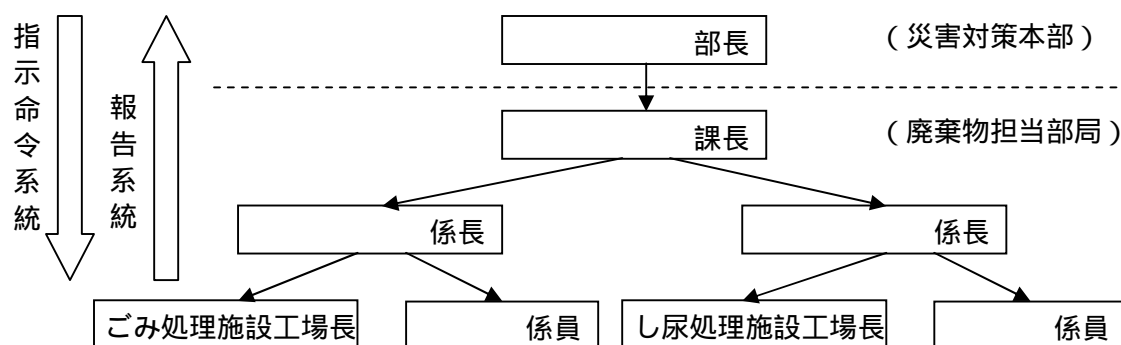 指示命令系統
報告系統
部長
(災害対策本部)
課長
(廃棄物担当部局)
係長
係長
ごみ処理施設工場長
係員
し尿処理施設工場長
係員